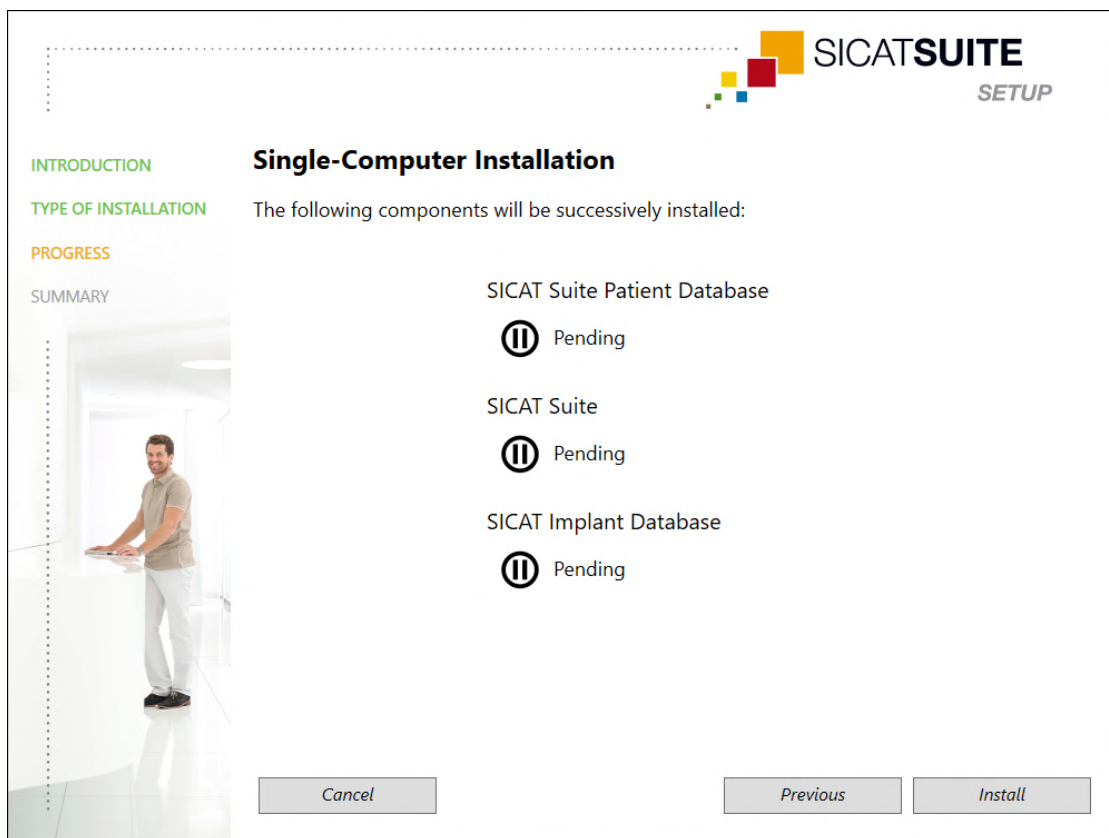 SICATSUITE
SETUP
INTRODUCTION
TYPE OF INSTALLATION
PROGRESS
SUMMARY
Single-Computer Installation
The following components will be successively installed:
SICAT Suite Patient Database
Pending
SICAT Suite
Pending
SICAT Implant Database
Pending
Cancel
Previous
Install